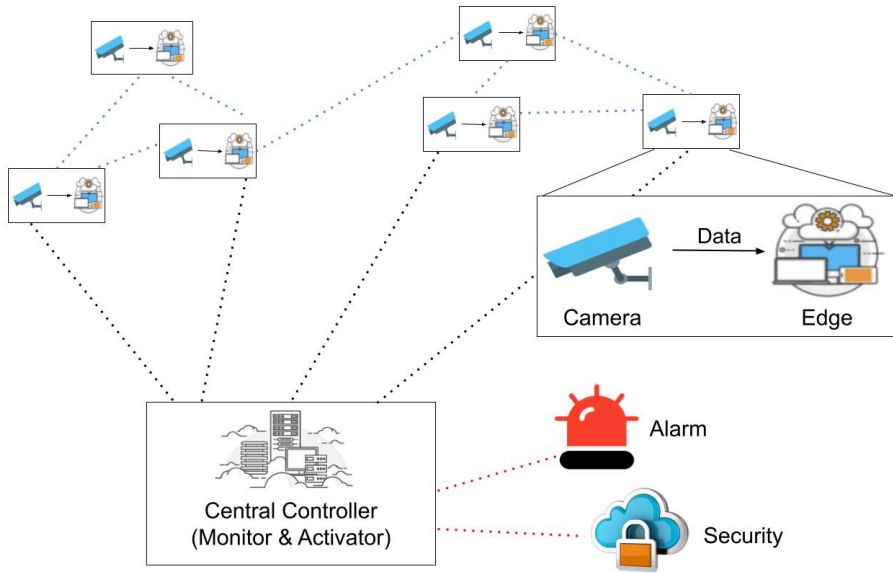 Data
Camera
Edge
Alarm
Central Controller
(Monitor & Activator)
Security